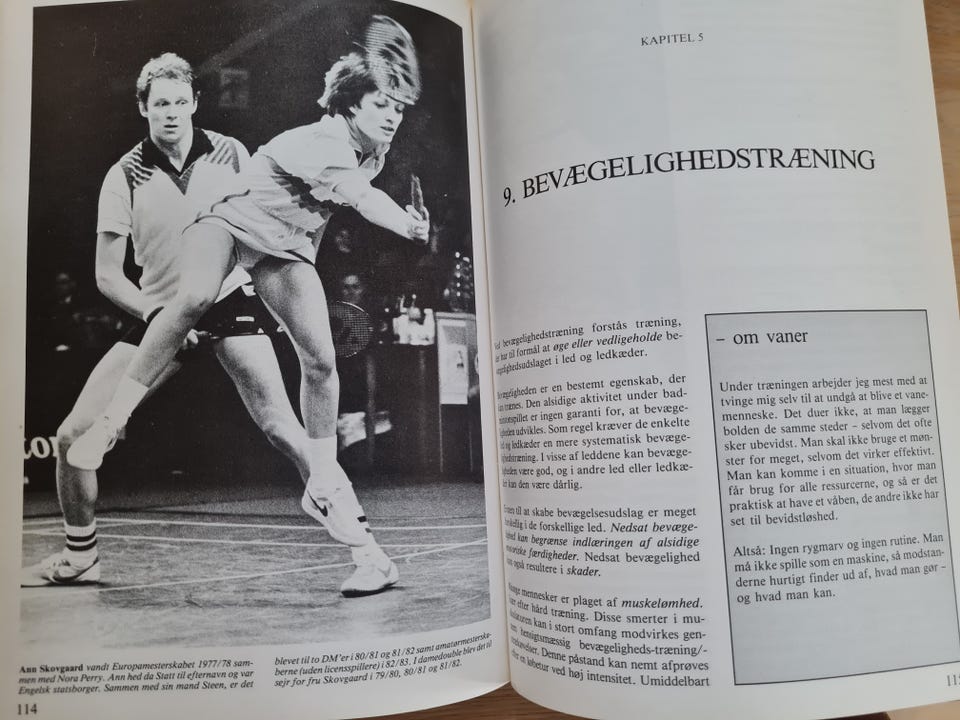 ton
Ann Skovgaard vandt Europamesterskabet 1977/78 sam-
men med Nora Perry. Ann hed da Statt til efternavn og var
Engelsk statsborger. Sammen med sin mand Steen, er det
blevet til to DM'er i 80/81 og 81/82 samt amatørmesterska-
berne (uden licensspillere) i 82/83. I damedouble blev det til
sejr for fru Skovgaard i 79/80, 80/81 og 81/82.
114
KAPITEL 5
9. BEVÆGELIGHEDSTRÆNING
bevægelighedstræning forstås træning,
har til formål at øge eller vedligeholde be-
vægelighedsudslaget i led og ledkæder.
Bevægeligheden er en bestemt egenskab, der
kan trænes. Den alsidige aktivitet under bad-
mintonspillet er ingen garanti for, at bevæge-
ligheden udvikles. Som regel kræver de enkelte
led og ledkæder en mere systematisk bevæge-
lighedstræning. I visse af leddene kan bevæge-
ligheden være god, og i andre led eller ledkæ-
der kan den være dårlig.
Evnen til at skabe bevægelsesudslag er meget
forskellig i de forskellige led. Nedsat bevæge-
lighed kan begrænse indlæringen af alsidige
motoriske færdigheder. Nedsat bevægelighed
kan også resultere i skader.
Mange mennesker er plaget af muskelømhed.
især efter hård træning. Disse smerter i mu-
skulaturen kan i stort omfang modvirkes gen-
nem hensigtsmæssig bevægeligheds-træning/-
Denne påstand kan nemt afprøves
efter en løbetur ved høj intensitet. Umiddelbart
– om vaner
Under træningen arbejder jeg mest med at
tvinge mig selv til at undgå at blive et vane-
menneske. Det duer ikke, at man lægger
bolden de samme steder – selvom det ofte
sker ubevidst. Man skal ikke bruge et møn-
ster for meget, selvom det virker effektivt.
Man kan komme i en situation, hvor man
får brug for alle ressurcerne, og så er det
praktisk at have et våben, de andre ikke har
set til bevidstløshed.
Altså: Ingen rygmarv og ingen rutine. Man
må ikke spille som en maskine, så modstan-
derne hurtigt finder ud af, hvad man gør –
og hvad man kan.
115